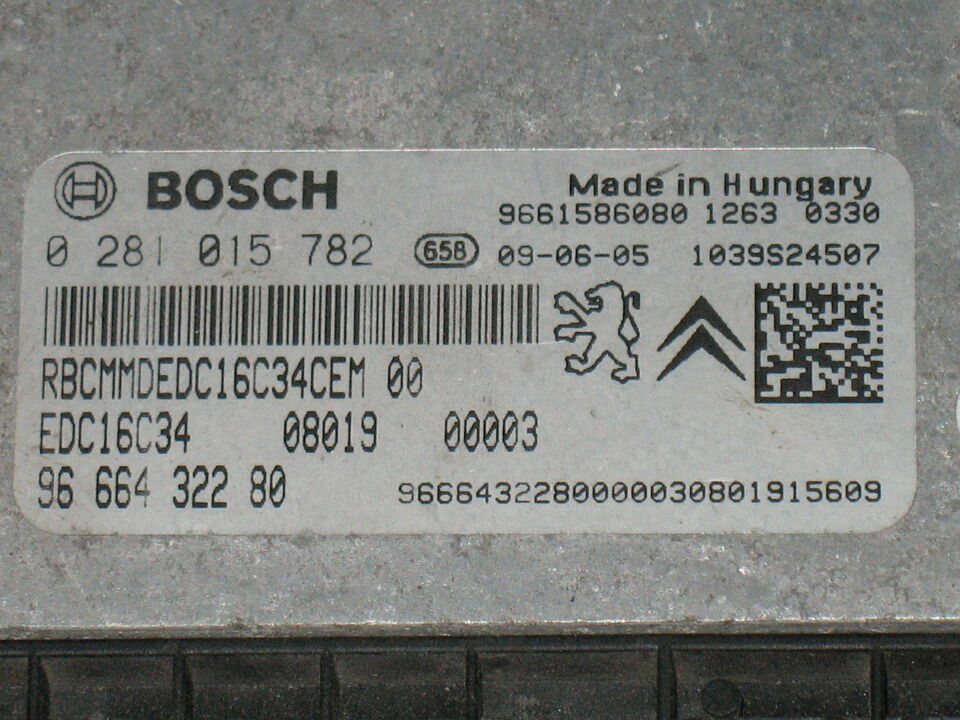 BOSCH
Made in Hungary
9661586080 1263 0330
0 281 015 782 658 09-06-05 1039S24507
RBCMMDEDC16C34CEM 00
EDC16C34 08019 00003
96 664 322 80 96664322800000030801915609